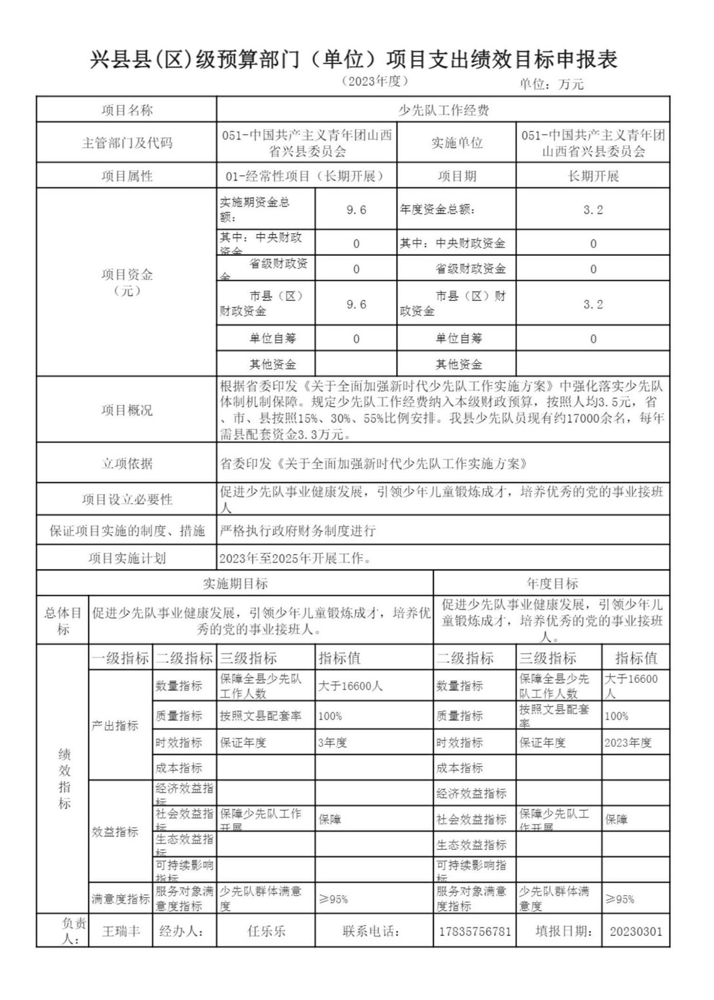 兴县县(区)级预算部门（单位）项目支出绩效目标申报表
（2023年度）
单位：万元
项目名称
少先队工作经费
主管部门及代码
051-中国共产主义青年团山西
省兴县委员会
实施单位
051-中国共产主义青年团
山西省兴县委员会
项目属性
01-经常性项目（长期开展）
项目期
长期开展
项目资金
（元）
实施期资金总
额：
9.6
年度资金总额：
3.2
其中：中央财政
资金
0
其中：中央财政资金
0
省级财政资
金
0
省级财政资金
0
市县（区）
财政资金
9.6
市县（区）财
政资金
3.2
单位自筹
0
单位自筹
0
其他资金
其他资金
项目概况
根据省委印发《关于全面加强新时代少先队工作实施方案》中强化落实少先队
体制机制保障。规定少先队工作经费纳入本级财政预算，按照人均3.5元，省
、市、县按照15%、30%、55%比例安排。我县少先队员现有约17000余名，每年
需县配套资金3.3万元。
立项依据
省委印发《关于全面加强新时代少先队工作实施方案》
项目设立必要性
促进少先队事业健康发展，引领少年儿童锻炼成才，培养优秀的党的事业接班
人
保证项目实施的制度、措施
严格执行政府财务制度进行
项目实施计划
2023年至2025年开展工作。
实施期目标
年度目标
总体目
标
促进少先队事业健康发展，引领少年儿童锻炼成才，培养优
秀的党的事业接班人。
促进少先队事业健康发展，引领少年儿
童锻炼成才，培养优秀的党的事业接班
人。
绩
效
指
标
一级指标
二级指标
三级指标
指标值
二级指标
三级指标
指标值
产出指标
数量指标
保障全县少先队
工作人数
大于16600人
数量指标
保障全县少先
队工作人数
大于16600
人
质量指标
按照文县配套率
100%
质量指标
按照文县配套
率
100%
时效指标
保证年度
3年度
时效指标
保证年度
2023年度
成本指标
成本指标
效益指标
经济效益指
标
经济效益指标
社会效益指
标
保障少先队工作
开展
保障
社会效益指标
保障少先队工
作开展
保障
生态效益指
标
生态效益指标
可持续影响
指标
可持续影响指
标
满意度指标
服务对象满
意度指标
少先队群体满意
度
≥95%
服务对象满意
度指标
少先队群体满
意度
≥95%
负责
人：
王瑞丰
经办人：
任乐乐
联系电话：
17835756781
填报日期：
20230301